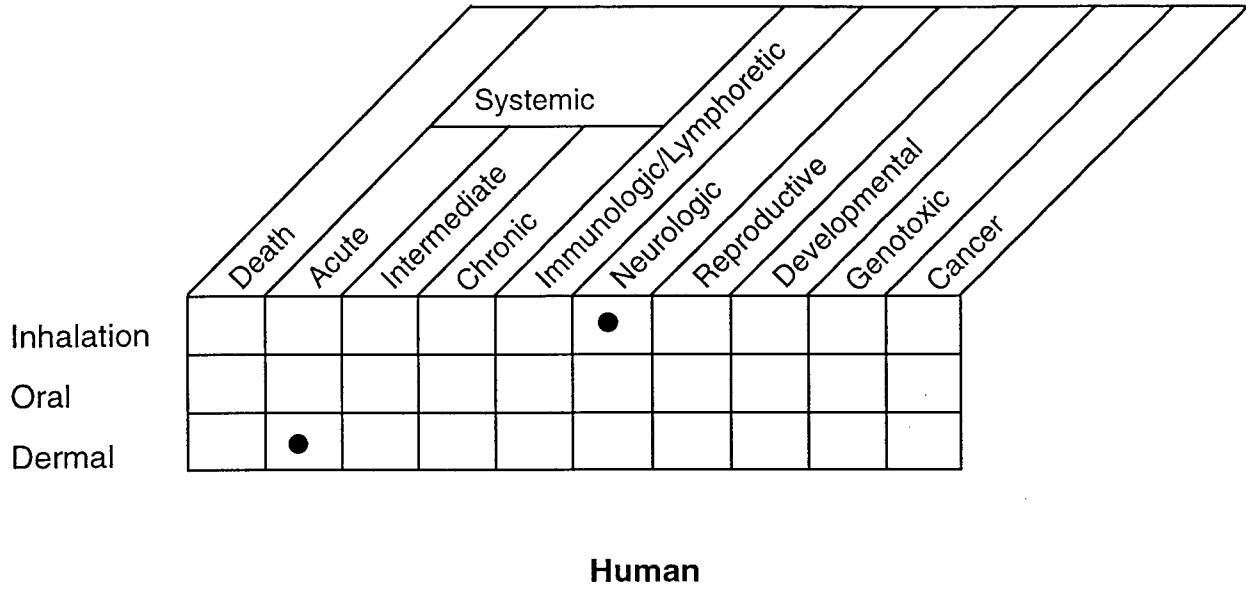 Systemic
Death
Acute
Intermediate
Chronic
Immunologic/Lymphoretic
Neurologic
Reproductive
Developmental
Genotoxic
Cancer
Inhalation
Oral
Dermal
Human